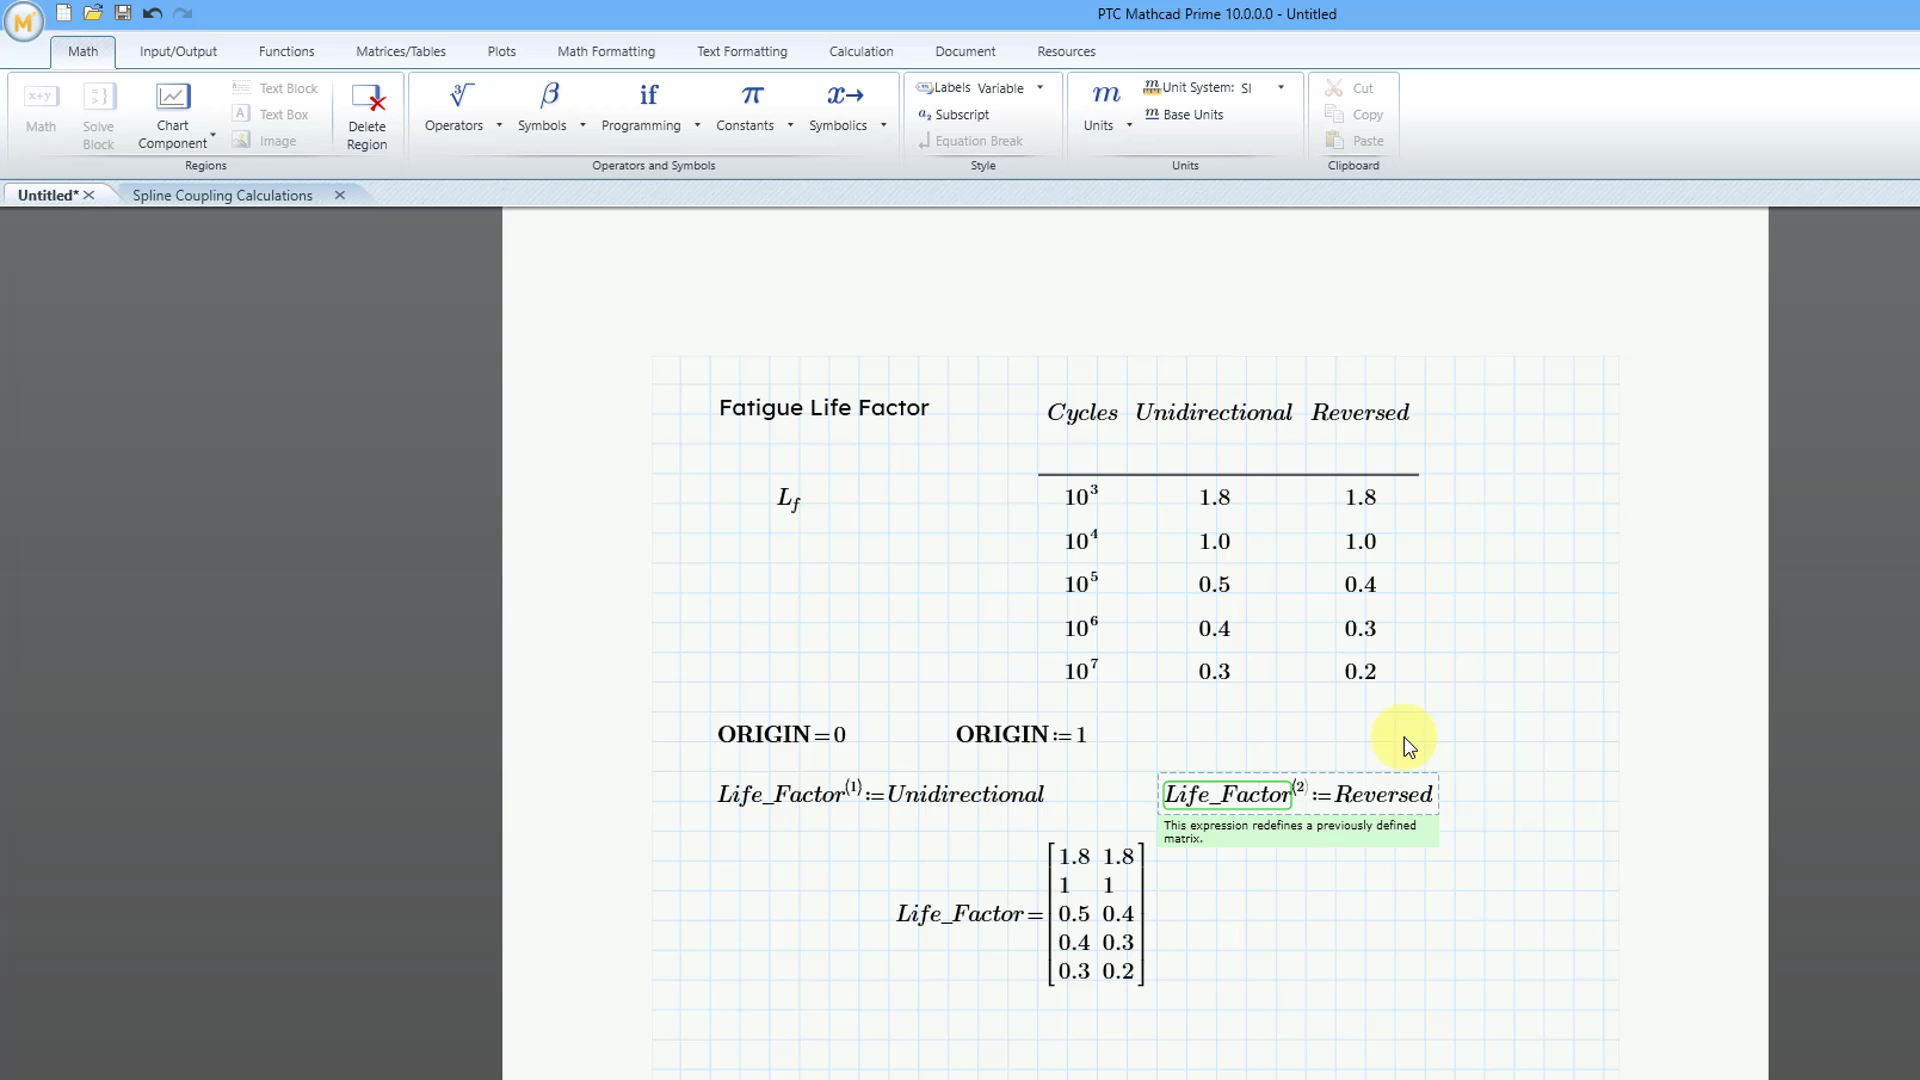 PTC Mathcad Prime 10.0.0.0 - Untitled
Math Input/Output Functions Matrices/Tables Plots Math Formatting Text Formatting Calculation Document Resources
Math
Solve Block
Chart Component
Text Block
Text Box
Image
Delete Region
Regions
Operators
β Symbols
if Programming
π Constants
x→ Symbolics
Operators and Symbols
Labels Variable
Subscript
Equation Break
Style
m Units
Unit System: SI
m Base Units
Units
Cut
Copy
Paste
Clipboard
Untitled* Spline Coupling Calculations
Fatigue Life Factor
L_f
Cycles Unidirectional Reversed
10³ 1.8 1.8
10⁴ 1.0 1.0
10⁵ 0.5 0.4
10⁶ 0.4 0.3
10⁷ 0.3 0.2
ORIGIN=0 ORIGIN:=1
Life_Factor⟨1⟩:=Unidirectional Life_Factor⟨2⟩:=Reversed
This expression redefines a previously defined
matrix.
Life_Factor=
1.8 1.8
1 1
0.5 0.4
0.4 0.3
0.3 0.2